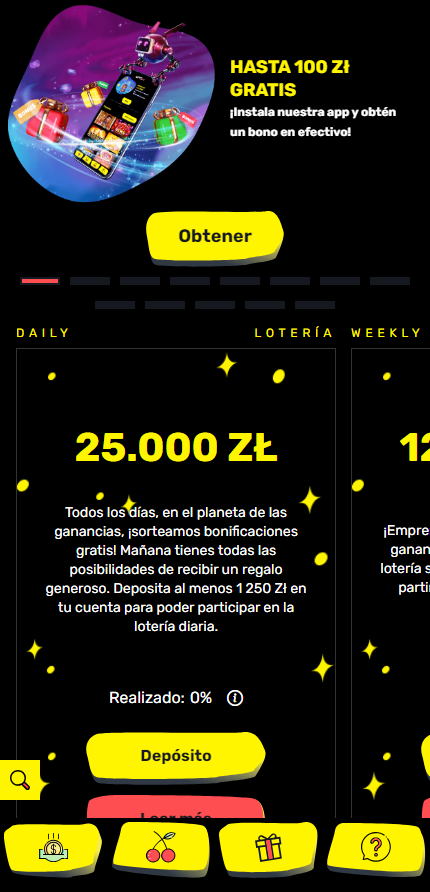 HASTA 100 Zł
GRATIS
¡Instala nuestra app y obtén
un bono en efectivo!
Obtener
DAILY LOTERÍA WEEKLY
25.000 ZŁ
Todos los días, en el planeta de las
ganancias, ¡sorteamos bonificaciones
gratis! Mañana tienes todas las
posibilidades de recibir un regalo
generoso. Deposita al menos 1 250 Zł en
tu cuenta para poder participar en la
lotería diaria.
Realizado: 0%
Depósito
Leer más
12
¡Empre
ganan
lotería s
parti